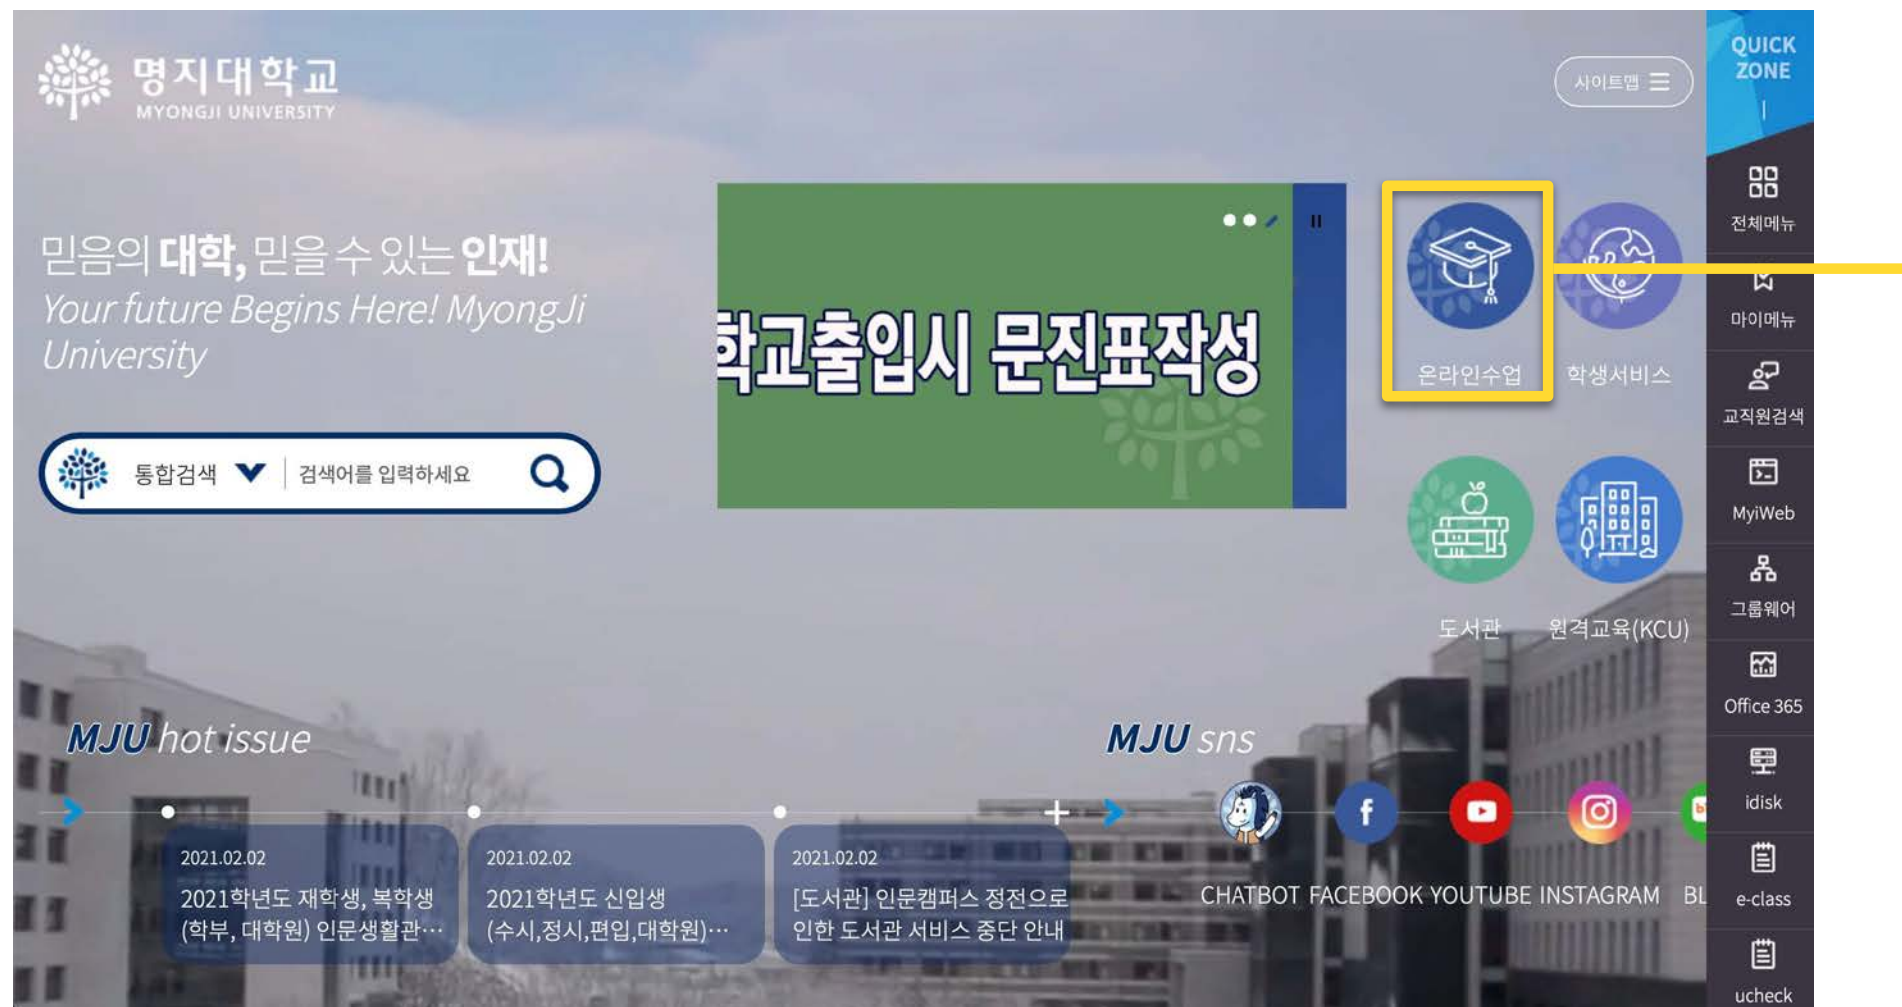 명지대학교
MYONGJI UNIVERSITY
사이트맵
QUICK
ZONE
믿음의 대학, 믿을 수 있는 인재!
Your future Begins Here! MyongJi
University
통합검색
검색어를 입력하세요
학교출입시 문진표작성
온라인수업
학생서비스
도서관
원격교육(KCU)
MJU hot issue
2021.02.02
2021학년도 재학생, 복학생
(학부, 대학원) 인문생활관…
2021.02.02
2021학년도 신입생
(수시,정시,편입,대학원)…
2021.02.02
[도서관] 인문캠퍼스 정전으로
인한 도서관 서비스 중단 안내
MJU sns
CHATBOT
FACEBOOK
YOUTUBE
INSTAGRAM
BL
전체메뉴
마이메뉴
교직원검색
MyiWeb
그룹웨어
Office 365
idisk
e-class
ucheck